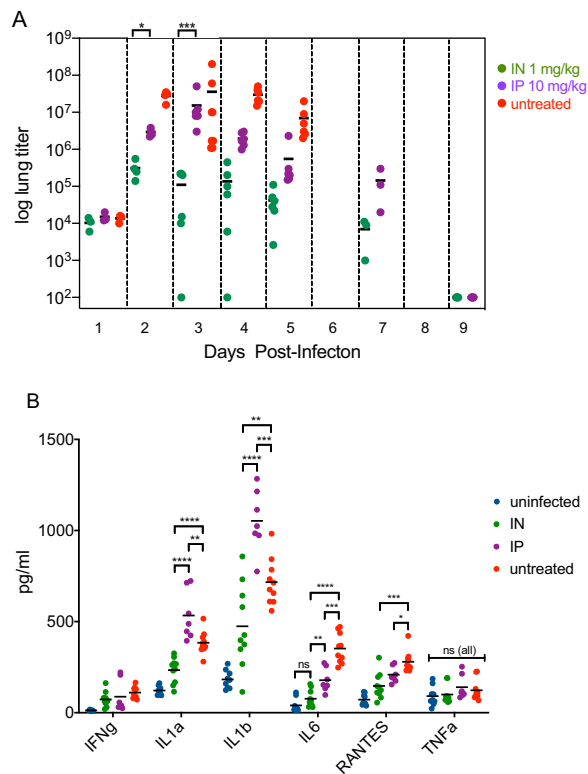 A
* ***
10⁹
10⁸
10⁷
10⁶
10⁵
10⁴
10³
10²
log lung titer
1 2 3 4 5 6 7 8 9
Days Post-Infecton
IN 1 mg/kg
IP 10 mg/kg
untreated
B
1500
1000
500
0
pg/ml
**** ** ****
**** *** **
ns ** *** ****
* ***
ns (all)
IFNg
IL1a
IL1b
IL6
RANTES
TNFa
uninfected
IN
IP
untreated